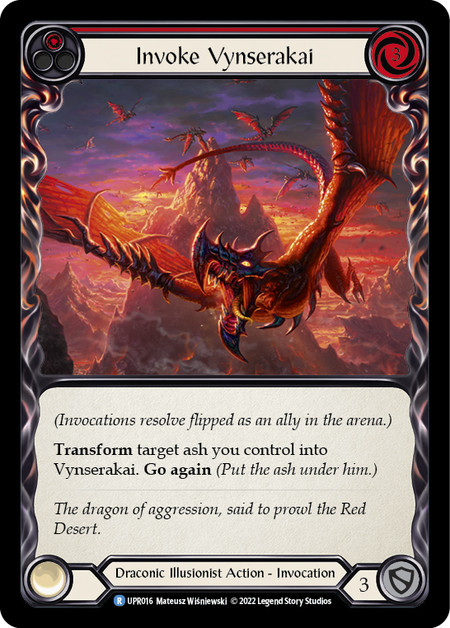 Invoke Vynserakai
3
(Invocations resolve flipped as an ally in the arena.)
Transform target ash you control into
Vynserakai. Go again (Put the ash under him.)
The dragon of aggression, said to prowl the Red
Desert.
Draconic Illusionist Action - Invocation
3
R UPR016 Mateusz Wiśniewski © 2022 Legend Story Studios